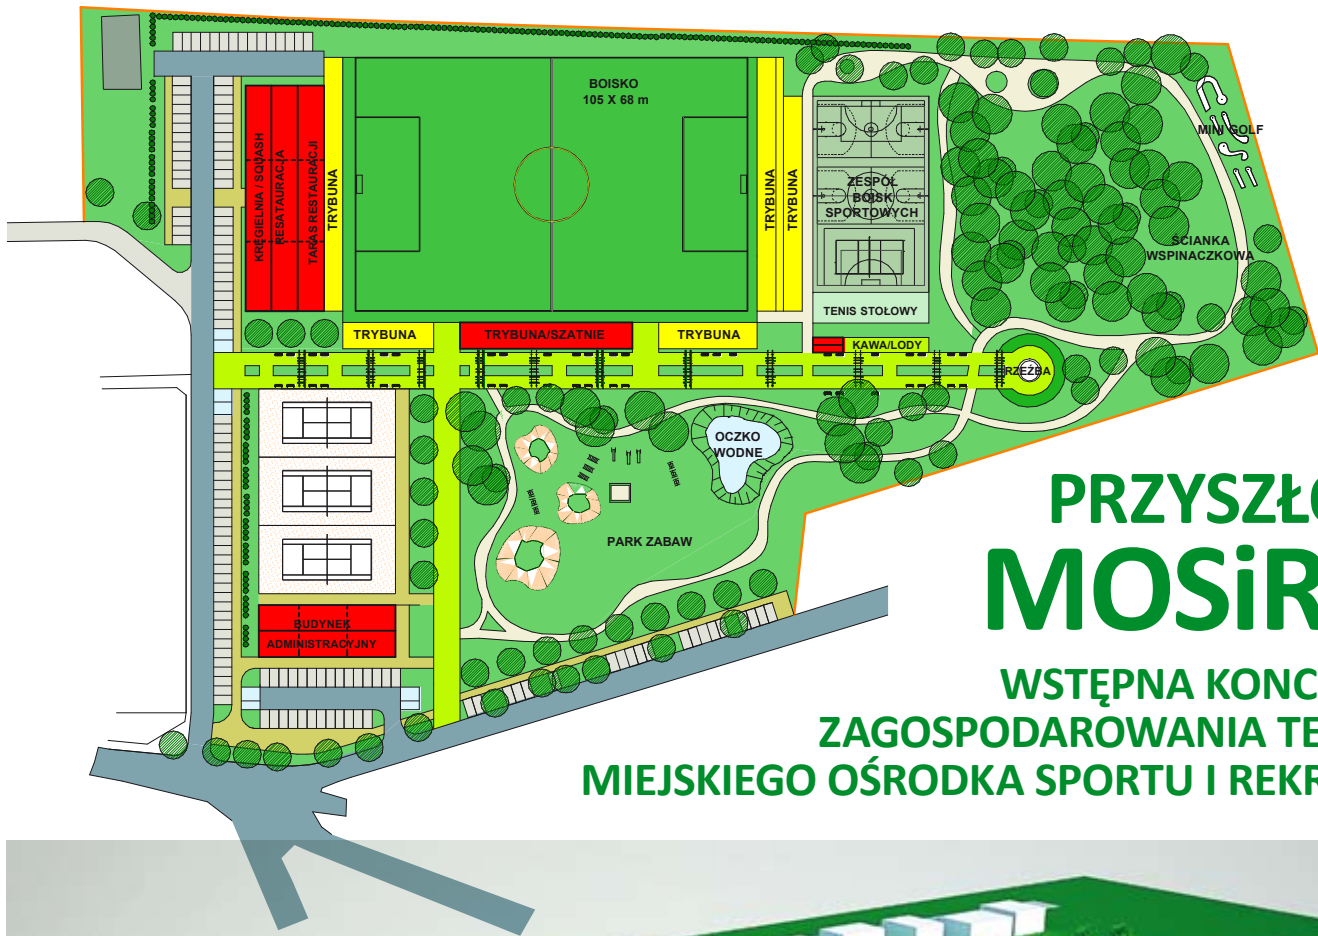 BOISKO
105 X 68 m
MINI GOLF
KRĘGIELNIA / SQUASH
RESATAURACJA
TARAS RESTAURACJI
TRYBUNA
TRYBUNA
TRYBUNA
ZESPÓŁ
BOISK
SPORTOWYCH
ŚCIANKA
WSPINACZKOWA
TENIS STOŁOWY
TRYBUNA
TRYBUNA/SZATNIE
TRYBUNA
KAWA/LODY
RZEŹBA
OCZKO
WODNE
PARK ZABAW
BUDYNEK
ADMINISTRACYJNY
PRZYSZŁO
MOSiR
WSTĘPNA KONC
ZAGOSPODAROWANIA TE
MIEJSKIEGO OŚRODKA SPORTU I REKR